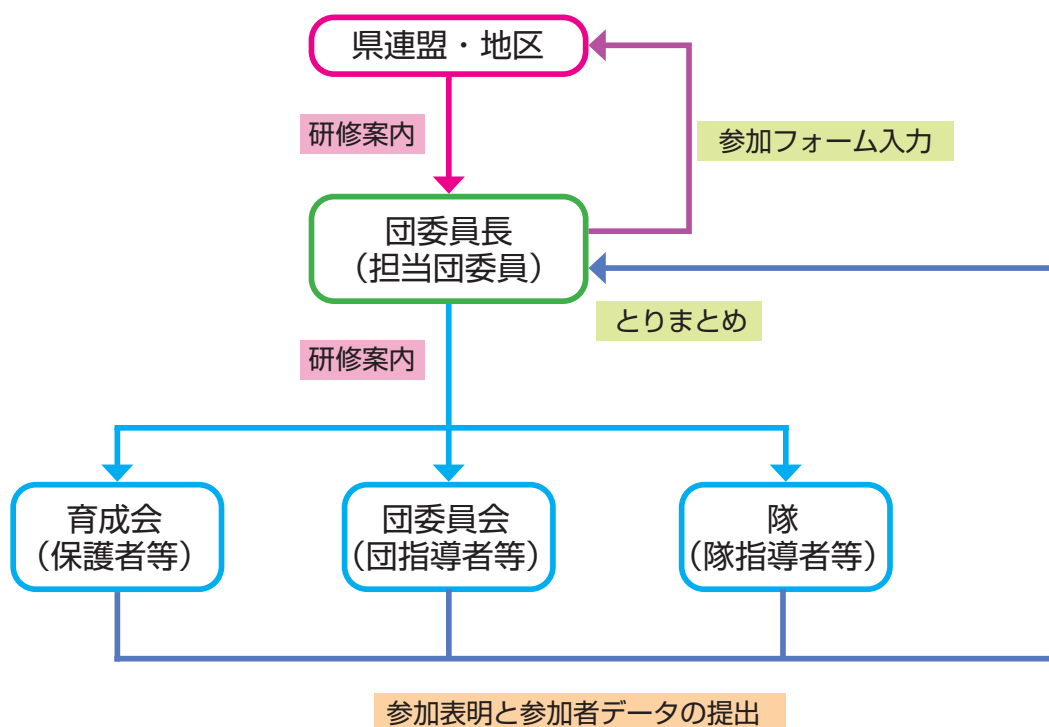 県連盟・地区
研修案内
参加フォーム入力
団委員長
（担当団委員）
とりまとめ
研修案内
育成会
（保護者等）
団委員会
（団指導者等）
隊
（隊指導者等）
参加表明と参加者データの提出